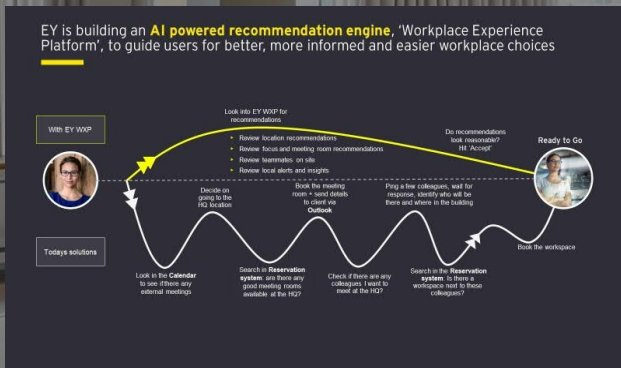 EY is building an AI powered recommendation engine, ‘Workplace Experience
Platform’, to guide users for better, more informed and easier workplace choices
With EY WXP
Look into EY WXP for
recommendations
Review location recommendations
Review focus and meeting room recommendations
Review teammates on site
Review local alerts and insights
Do recommendations
look reasonable?
Hit 'Accept'
Ready to Go
Todays solutions
Look in the Calendar
to see if there any
external meetings
Decide on
going to the
HQ location
Search in Reservation
system: are there any
good meeting rooms
available at the HQ?
Book the meeting
room + send details
to client via
Outlook
Check if there are any
colleagues I want to
meet at the HQ?
Ping a few colleagues, wait for
response, identify who will be
there and where in the building
Search in the Reservation
system: Is there a
workspace next to these
colleagues?
Book the workspace